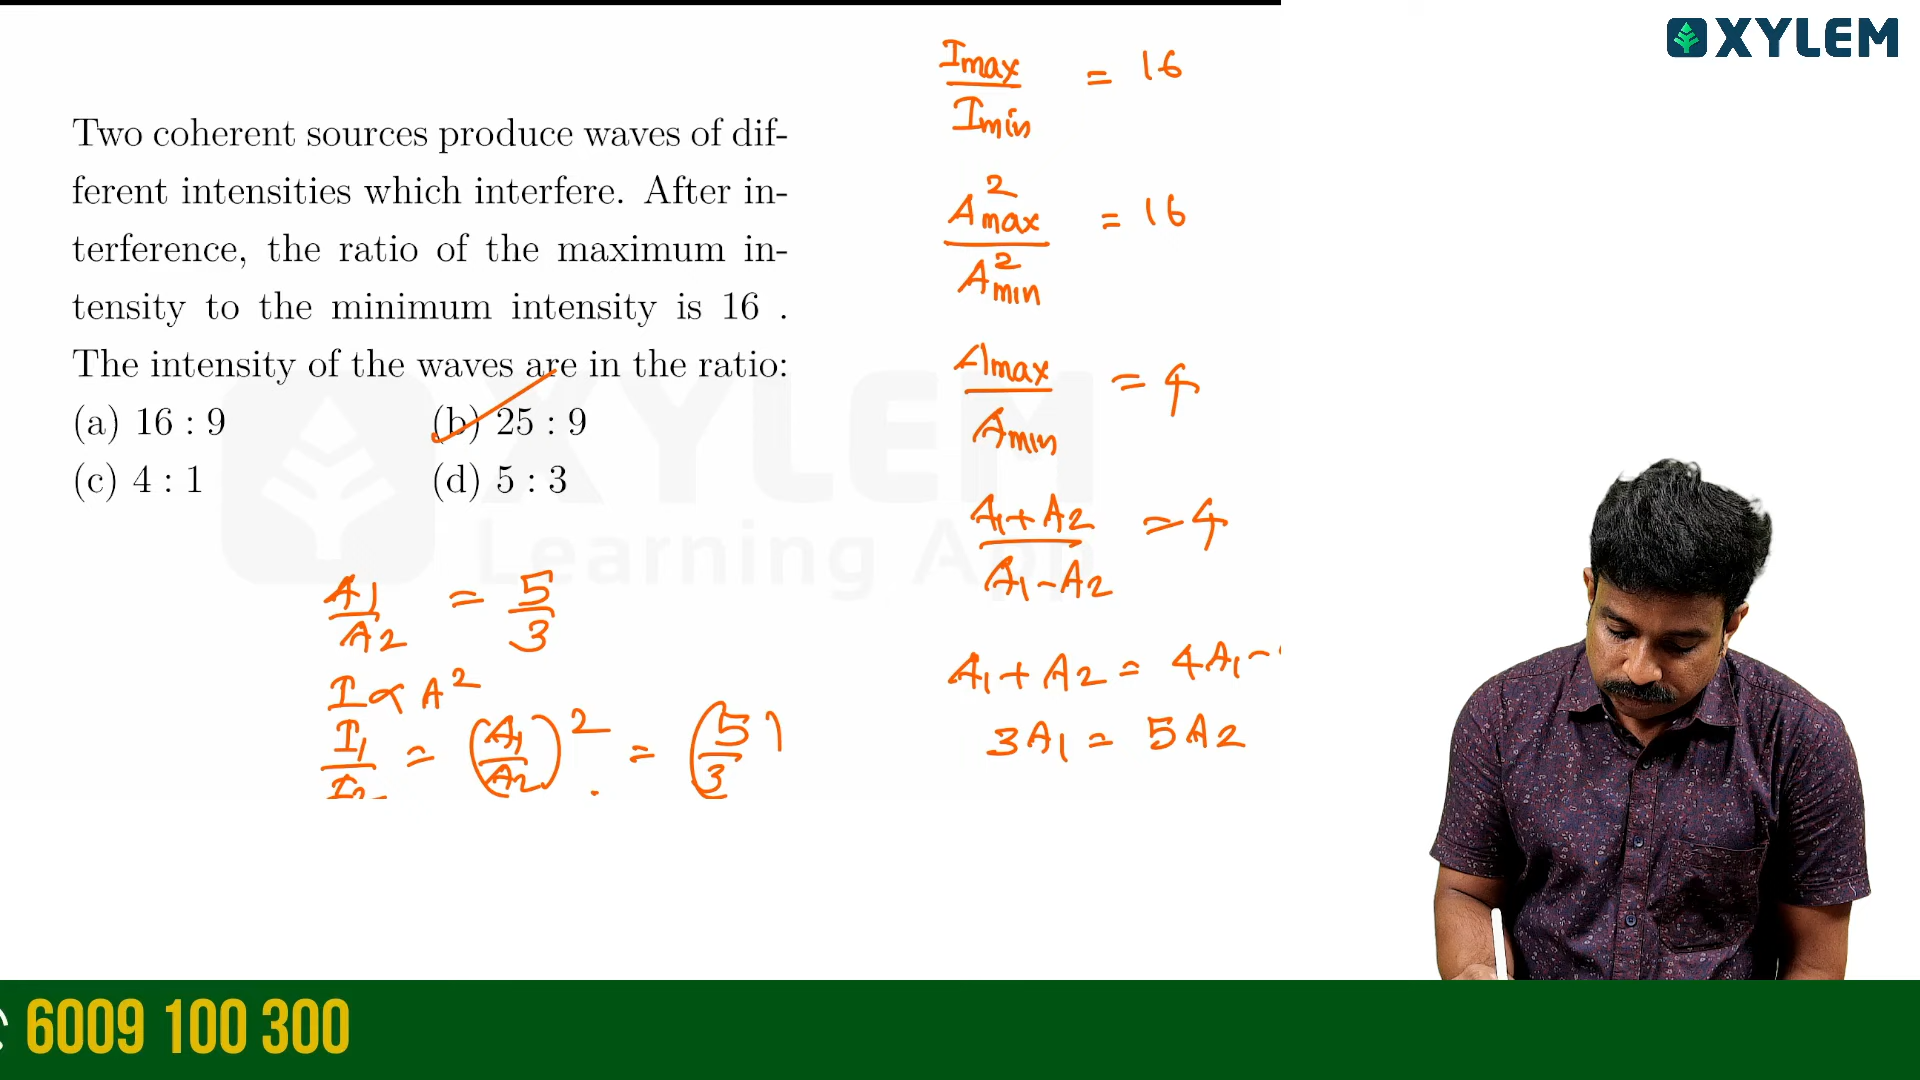 XYLEM
Two coherent sources produce waves of dif-
ferent intensities which interfere. After in-
terference, the ratio of the maximum in-
tensity to the minimum intensity is 16 .
The intensity of the waves are in the ratio:
(a) 16 : 9 (b) 25 : 9
(c) 4 : 1 (d) 5 : 3
XYLEM
Learning App
A1/A2 = 5/3
I ∝ A²
I1/I2 = (A1/A2)² = (5/3)
Imax/Imin = 16
A²max/A²min = 16
Amax/Amin = 4
A1+A2/A1-A2 = 4
A1+A2 = 4A1-
3A1 = 5A2
6009 100 300